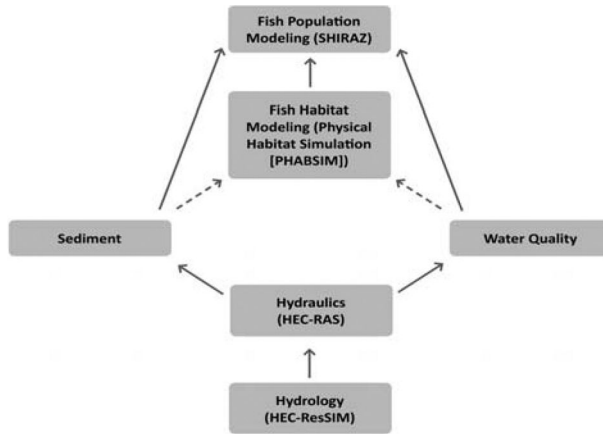 Fish Population
Modeling (SHIRAZ)
Fish Habitat
Modeling (Physical
Habitat Simulation
[PHABSIM])
Sediment
Water Quality
Hydraulics
(HEC-RAS)
Hydrology
(HEC-ResSIM)